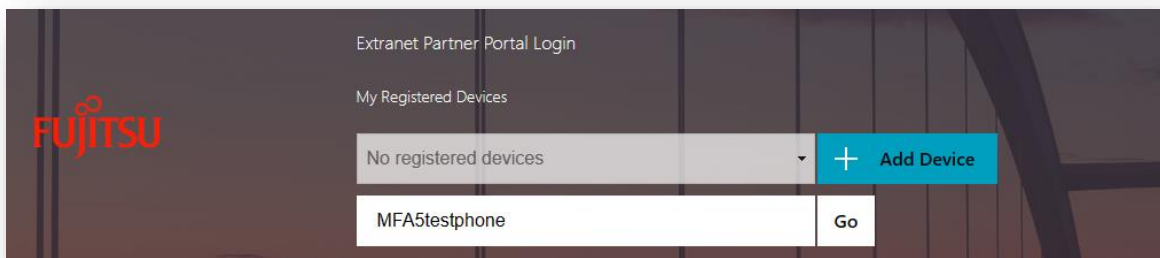 Extranet Partner Portal Login
My Registered Devices
FUJITSU
No registered devices
Add Device
MFA5testphone
Go